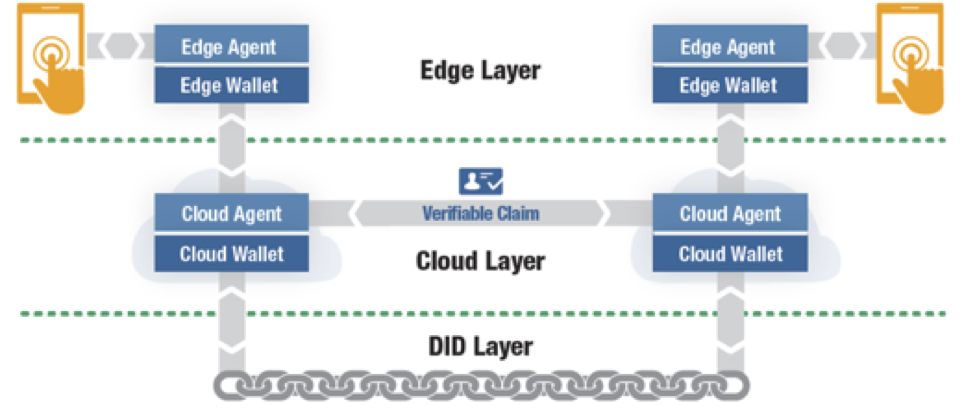 Edge Agent
Edge Wallet
Edge Layer
Edge Agent
Edge Wallet
Cloud Agent
Cloud Wallet
Verifiable Claim
Cloud Layer
Cloud Agent
Cloud Wallet
DID Layer